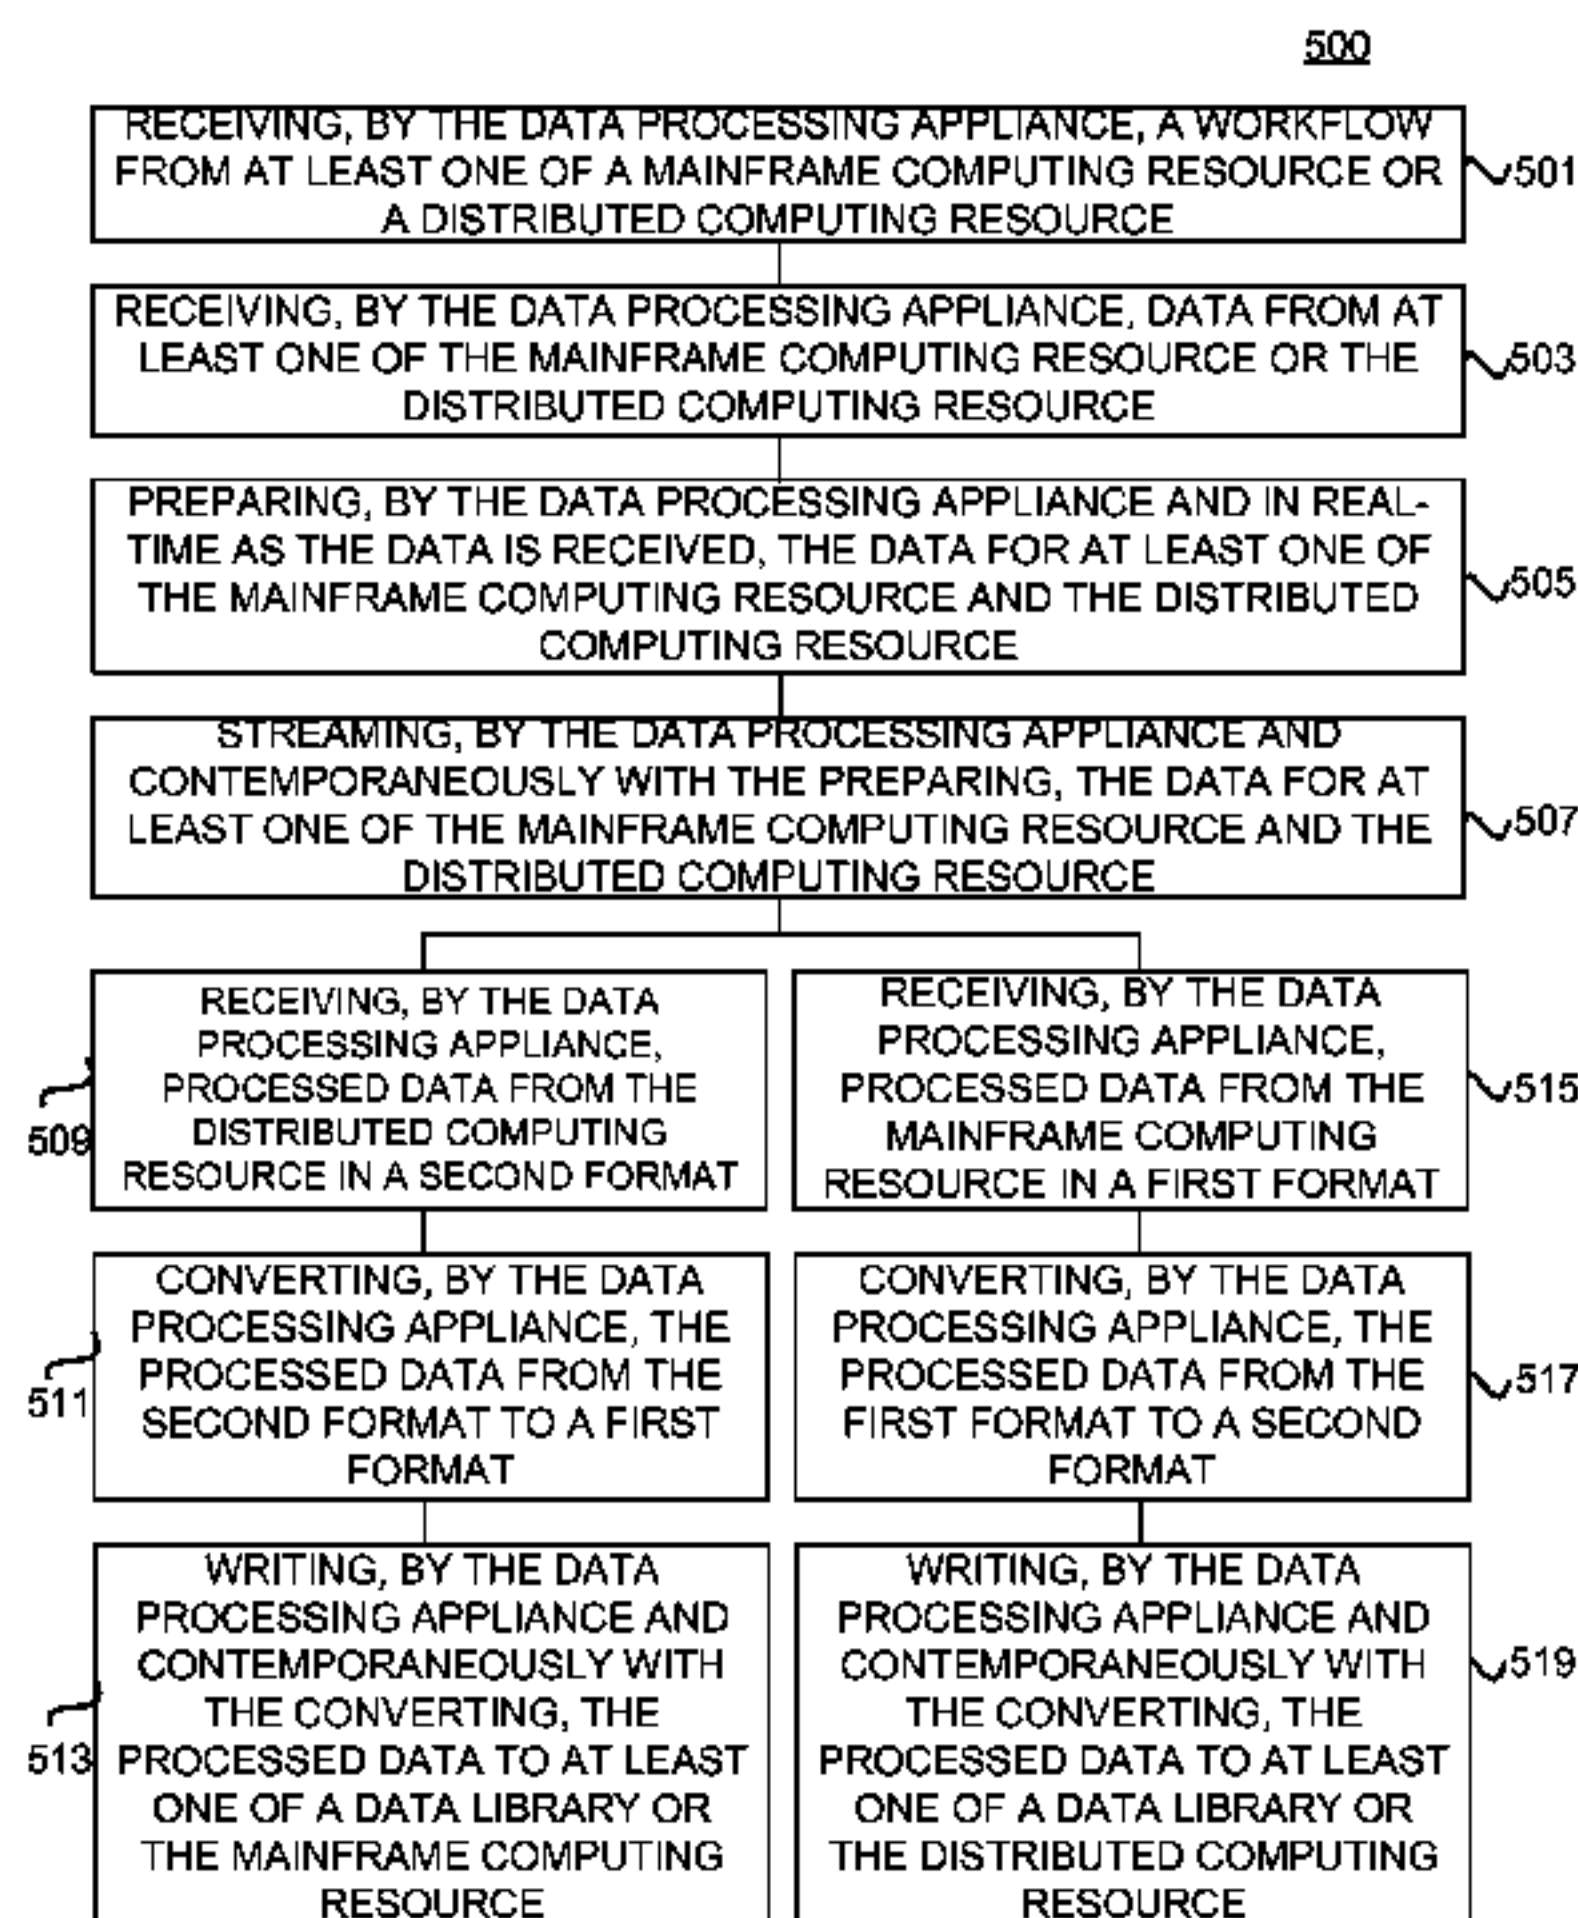 500
RECEIVING, BY THE DATA PROCESSING APPLIANCE, A WORKFLOW
FROM AT LEAST ONE OF A MAINFRAME COMPUTING RESOURCE OR
A DISTRIBUTED COMPUTING RESOURCE
501
RECEIVING, BY THE DATA PROCESSING APPLIANCE, DATA FROM AT
LEAST ONE OF THE MAINFRAME COMPUTING RESOURCE OR THE
DISTRIBUTED COMPUTING RESOURCE
503
PREPARING, BY THE DATA PROCESSING APPLIANCE AND IN REAL-
TIME AS THE DATA IS RECEIVED, THE DATA FOR AT LEAST ONE OF
THE MAINFRAME COMPUTING RESOURCE AND THE DISTRIBUTED
COMPUTING RESOURCE
505
STREAMING, BY THE DATA PROCESSING APPLIANCE AND
CONTEMPORANEOUSLY WITH THE PREPARING, THE DATA FOR AT
LEAST ONE OF THE MAINFRAME COMPUTING RESOURCE AND THE
DISTRIBUTED COMPUTING RESOURCE
507
RECEIVING, BY THE DATA
PROCESSING APPLIANCE,
PROCESSED DATA FROM THE
DISTRIBUTED COMPUTING
RESOURCE IN A SECOND FORMAT
509
RECEIVING, BY THE DATA
PROCESSING APPLIANCE,
PROCESSED DATA FROM THE
MAINFRAME COMPUTING
RESOURCE IN A FIRST FORMAT
515
CONVERTING, BY THE DATA
PROCESSING APPLIANCE, THE
PROCESSED DATA FROM THE
SECOND FORMAT TO A FIRST
FORMAT
511
CONVERTING, BY THE DATA
PROCESSING APPLIANCE, THE
PROCESSED DATA FROM THE
FIRST FORMAT TO A SECOND
FORMAT
517
WRITING, BY THE DATA
PROCESSING APPLIANCE AND
CONTEMPORANEOUSLY WITH
THE CONVERTING, THE
PROCESSED DATA TO AT LEAST
ONE OF A DATA LIBRARY OR
THE MAINFRAME COMPUTING
RESOURCE
513
WRITING, BY THE DATA
PROCESSING APPLIANCE AND
CONTEMPORANEOUSLY WITH
THE CONVERTING, THE
PROCESSED DATA TO AT LEAST
ONE OF A DATA LIBRARY OR
THE DISTRIBUTED COMPUTING
RESOURCE
519